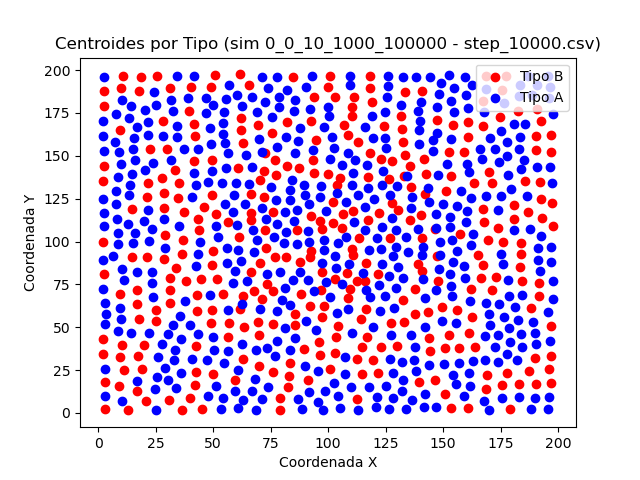 Centroides por Tipo (sim 0_0_10_1000_100000 - step_10000.csv)
Tipo B
Tipo A
Coordenada Y
200
175
150
125
100
75
50
25
0
0 25 50 75 100 125 150 175 200
Coordenada X